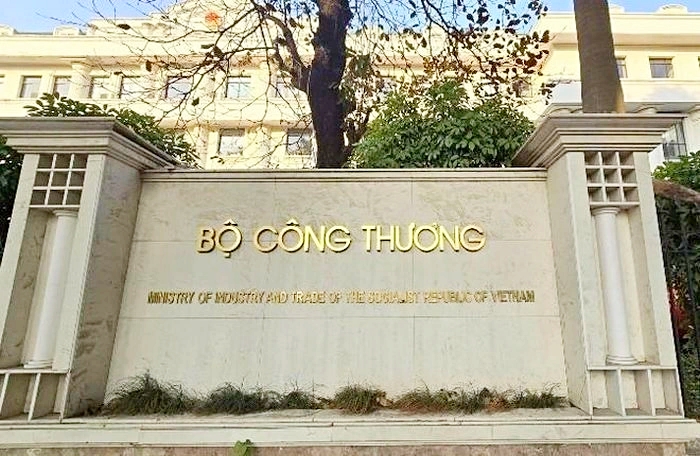 BỘ CÔNG THƯƠNG
MINISTRY OF INDUSTRY AND TRADE OF THE SOCIALIST REPUBLIC OF VIETNAM